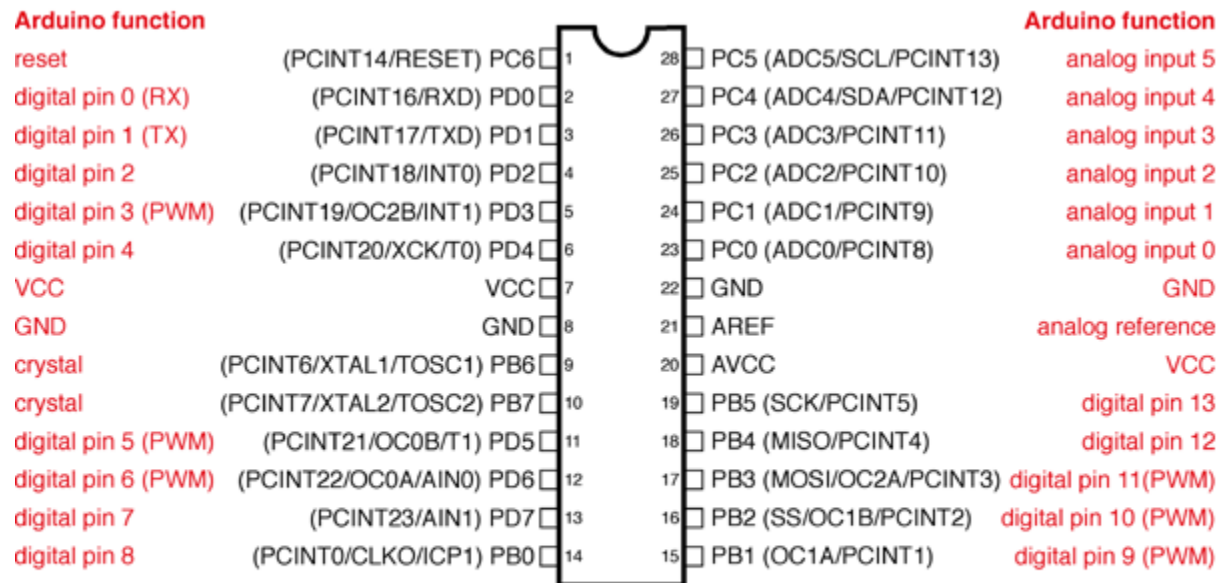 Arduino function Arduino function
reset (PCINT14/RESET) PC6 1 28 PC5 (ADC5/SCL/PCINT13) analog input 5
digital pin 0 (RX) (PCINT16/RXD) PD0 2 27 PC4 (ADC4/SDA/PCINT12) analog input 4
digital pin 1 (TX) (PCINT17/TXD) PD1 3 26 PC3 (ADC3/PCINT11) analog input 3
digital pin 2 (PCINT18/INT0) PD2 4 25 PC2 (ADC2/PCINT10) analog input 2
digital pin 3 (PWM) (PCINT19/OC2B/INT1) PD3 5 24 PC1 (ADC1/PCINT9) analog input 1
digital pin 4 (PCINT20/XCK/T0) PD4 6 23 PC0 (ADC0/PCINT8) analog input 0
VCC VCC 7 22 GND GND
GND GND 8 21 AREF analog reference
crystal (PCINT6/XTAL1/TOSC1) PB6 9 20 AVCC VCC
crystal (PCINT7/XTAL2/TOSC2) PB7 10 19 PB5 (SCK/PCINT5) digital pin 13
digital pin 5 (PWM) (PCINT21/OC0B/T1) PD5 11 18 PB4 (MISO/PCINT4) digital pin 12
digital pin 6 (PWM) (PCINT22/OC0A/AIN0) PD6 12 17 PB3 (MOSI/OC2A/PCINT3) digital pin 11(PWM)
digital pin 7 (PCINT23/AIN1) PD7 13 16 PB2 (SS/OC1B/PCINT2) digital pin 10 (PWM)
digital pin 8 (PCINT0/CLKO/ICP1) PB0 14 15 PB1 (OC1A/PCINT1) digital pin 9 (PWM)